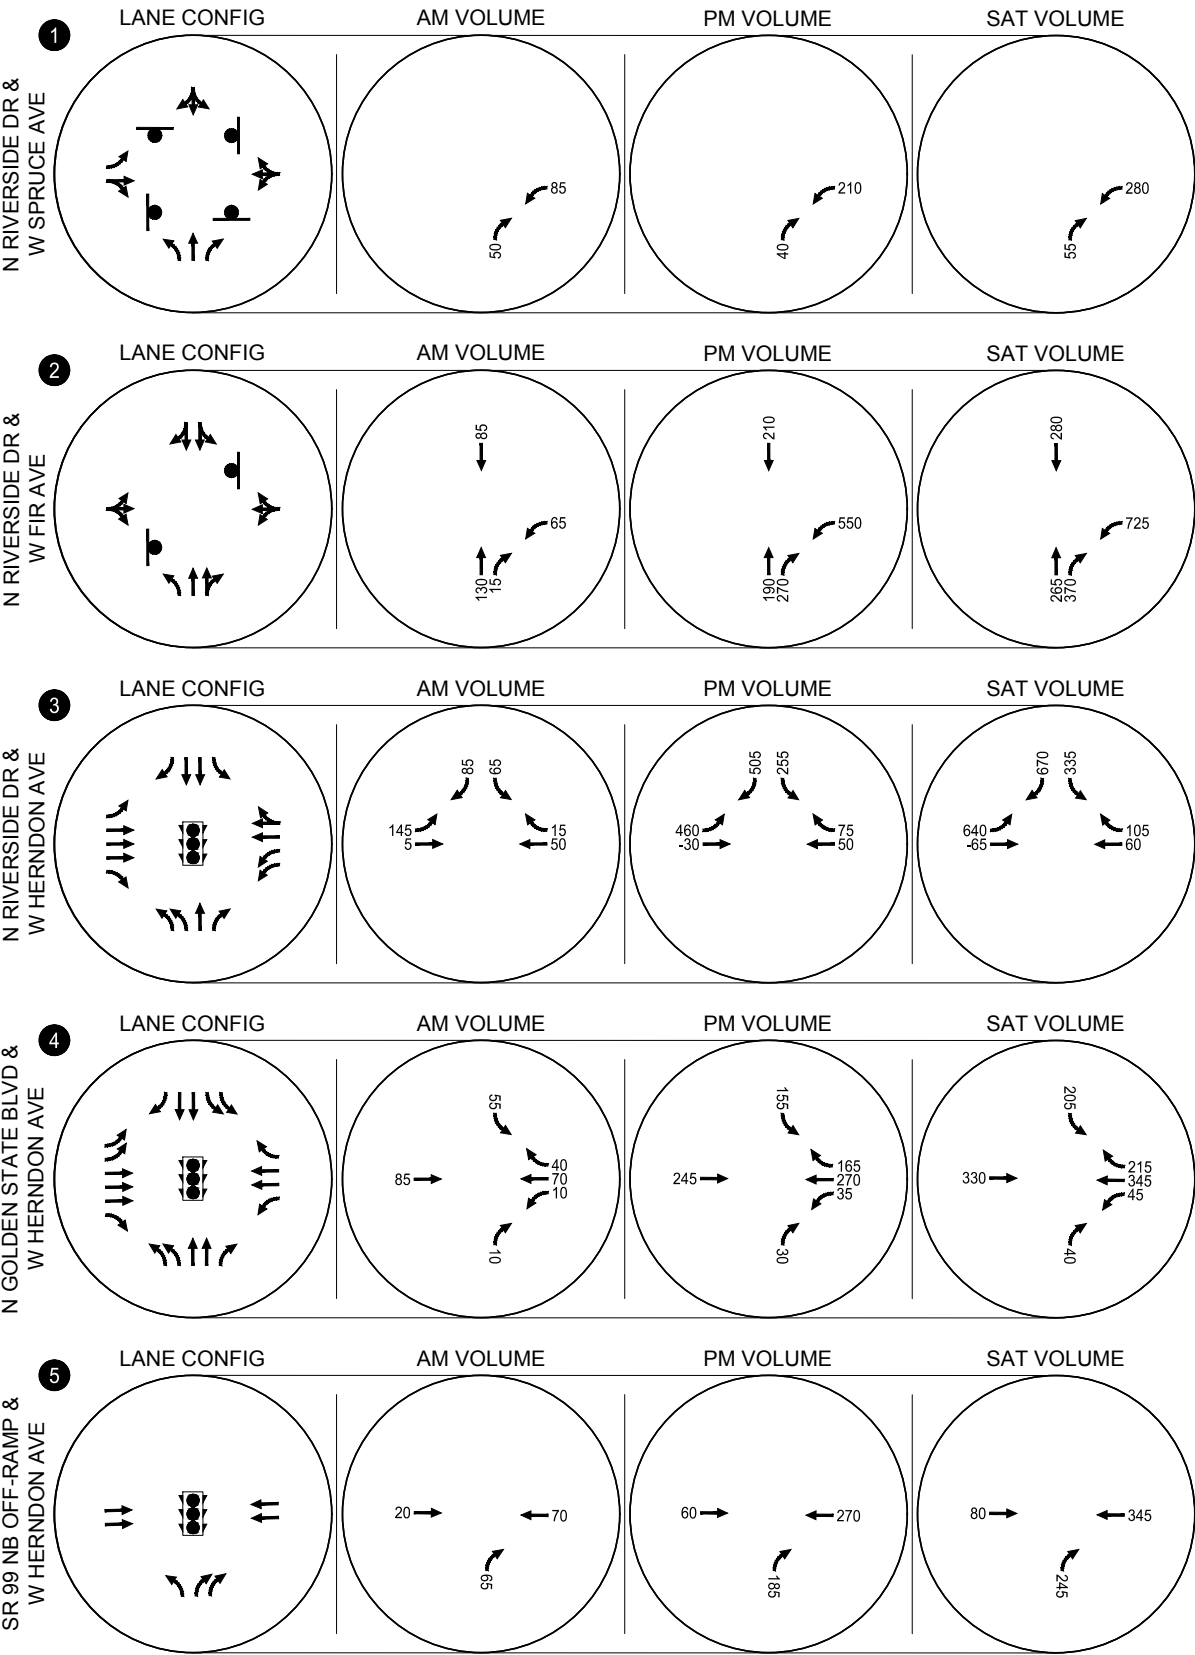 LANE CONFIG AM VOLUME PM VOLUME SAT VOLUME
1
N RIVERSIDE DR &
W SPRUCE AVE
85 210 280
50 40 55
LANE CONFIG AM VOLUME PM VOLUME SAT VOLUME
2
N RIVERSIDE DR &
W FIR AVE
85 210 280
65 550 725
130 15 190 270 265 370
LANE CONFIG AM VOLUME PM VOLUME SAT VOLUME
3
N RIVERSIDE DR &
W HERNDON AVE
85 65 505 255 670 335
145 15 460 75 640 105
5 50 -30 50 -65 60
LANE CONFIG AM VOLUME PM VOLUME SAT VOLUME
4
N GOLDEN STATE BLVD &
W HERNDON AVE
55 155 205
40 165 215
85 70 245 270 330 345
10 35 45
10 30 40
LANE CONFIG AM VOLUME PM VOLUME SAT VOLUME
5
SR 99 NB OFF-RAMP &
W HERNDON AVE
20 70 60 270 80 345
65 185 245